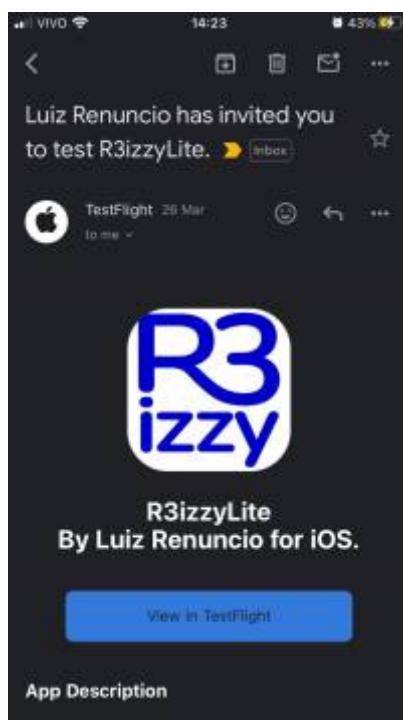 VIVO 14:23 43%
Luiz Renuncio has invited you
to test R3izzyLite. Inbox
TestFlight 26 Mar
to me
R3
izzy
R3izzyLite
By Luiz Renuncio for iOS.
View in TestFlight
App Description